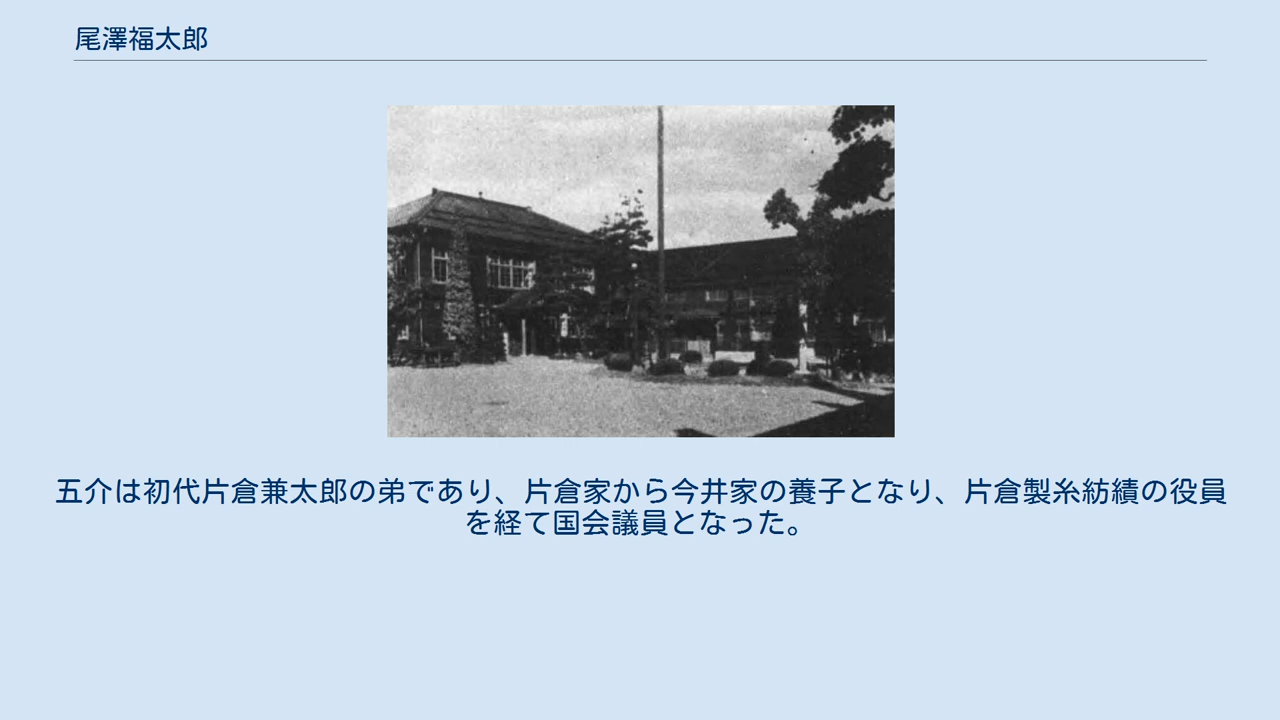 尾澤福太郎
五介は初代片倉兼太郎の弟であり、片倉家から今井家の養子となり、片倉製糸紡績の役員
を経て国会議員となった。